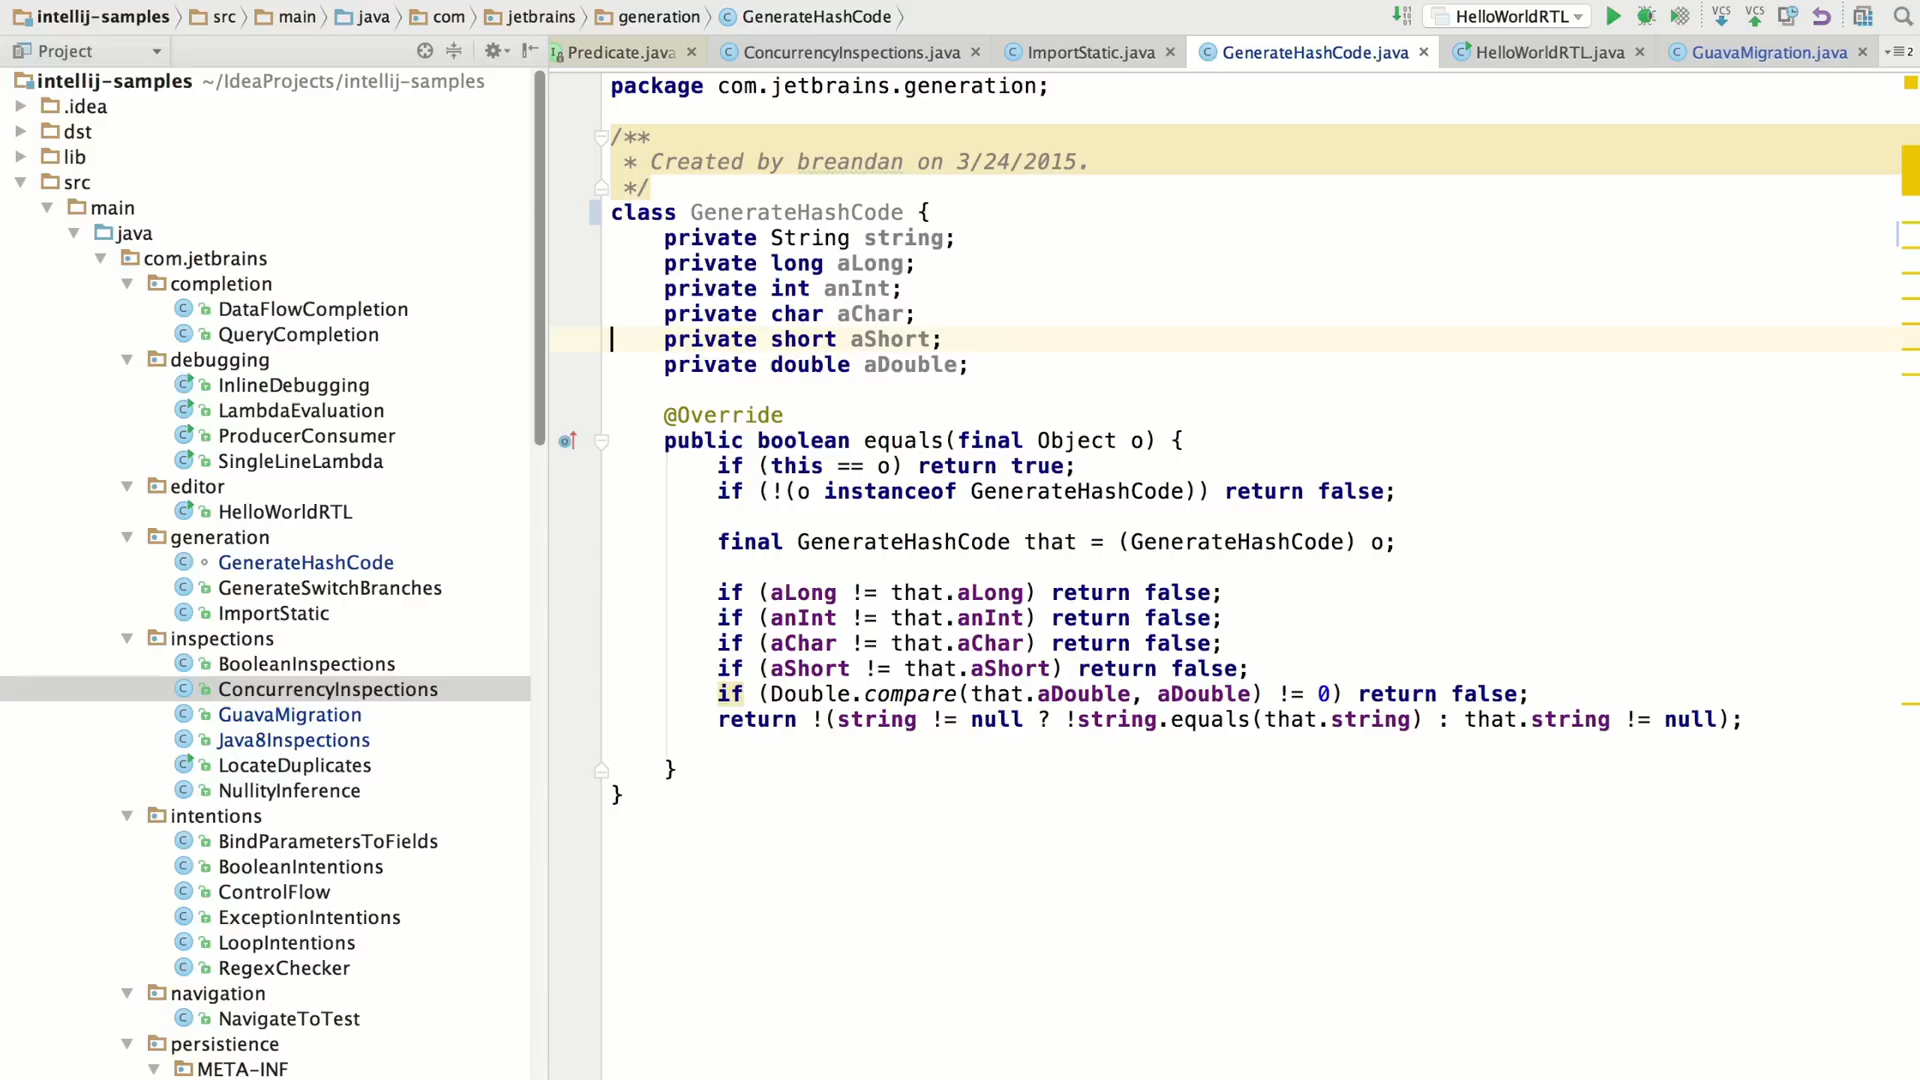 intellij-samples src main java com jetbrains generation GenerateHashCode HelloWorldRTL VCS VCS
Project Predicate.java ConcurrencyInspections.java ImportStatic.java GenerateHashCode.java HelloWorldRTL.java GuavaMigration.java 2
intellij-samples ~/IdeaProjects/intellij-samples
.idea
dst
lib
src
main
java
com.jetbrains
completion
DataFlowCompletion
QueryCompletion
debugging
InlineDebugging
LambdaEvaluation
ProducerConsumer
SingleLineLambda
editor
HelloWorldRTL
generation
GenerateHashCode
GenerateSwitchBranches
ImportStatic
inspections
BooleanInspections
ConcurrencyInspections
GuavaMigration
Java8Inspections
LocateDuplicates
NullityInference
intentions
BindParametersToFields
BooleanIntentions
ControlFlow
ExceptionIntentions
LoopIntentions
RegexChecker
navigation
NavigateToTest
persistience
META-INF
package com.jetbrains.generation;
/**
* Created by breandan on 3/24/2015.
*/
class GenerateHashCode {
private String string;
private long aLong;
private int anInt;
private char aChar;
private short aShort;
private double aDouble;
@Override
public boolean equals(final Object o) {
if (this == o) return true;
if (!(o instanceof GenerateHashCode)) return false;
final GenerateHashCode that = (GenerateHashCode) o;
if (aLong != that.aLong) return false;
if (anInt != that.anInt) return false;
if (aChar != that.aChar) return false;
if (aShort != that.aShort) return false;
if (Double.compare(that.aDouble, aDouble) != 0) return false;
return !(string != null ? !string.equals(that.string) : that.string != null);
}
}